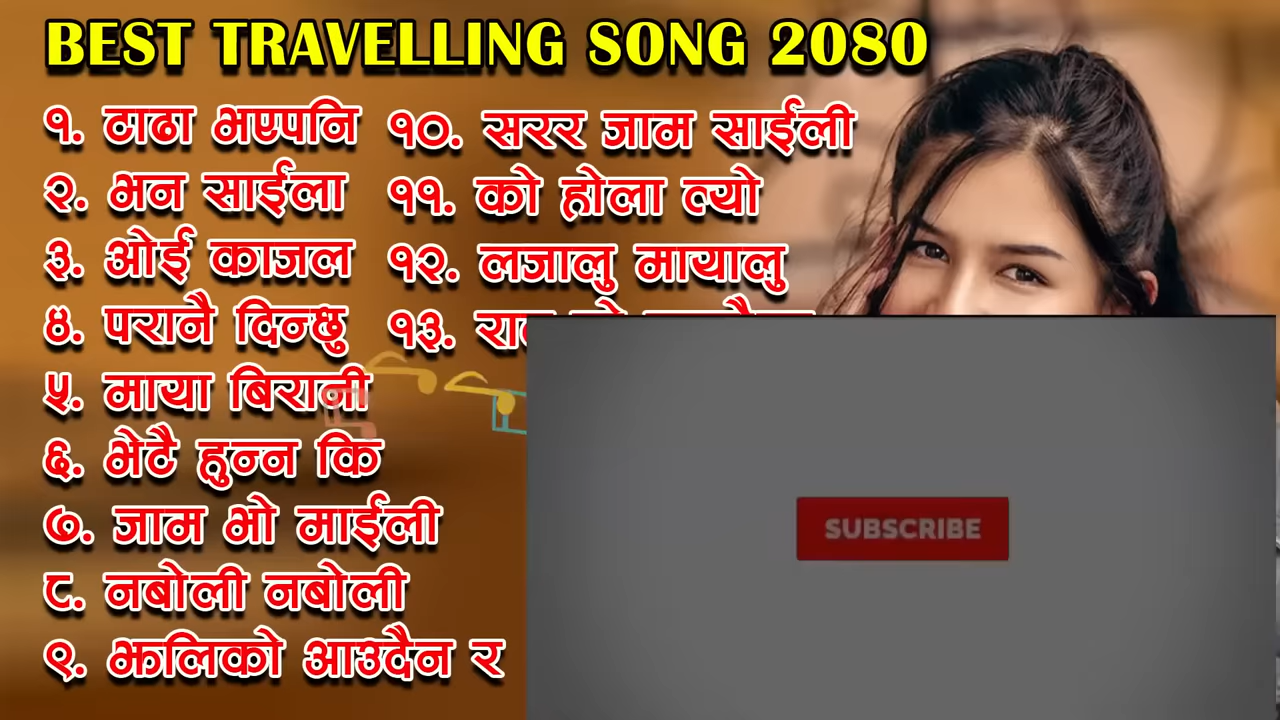 BEST TRAVELLING SONG 2080
१. टाढा भएपनि
२. भन साईला
३. ओई काजल
४. परानै दिन्छु
५. माया बिरानी
६. भेटै हुन्न कि
७. जाम भो माईली
८. नबोली नबोली
९. झलिको आउदैन र
१०. सरर जाम साईली
११. को होला त्यो
१२. लजालु मायालु
१३.
SUBSCRIBE